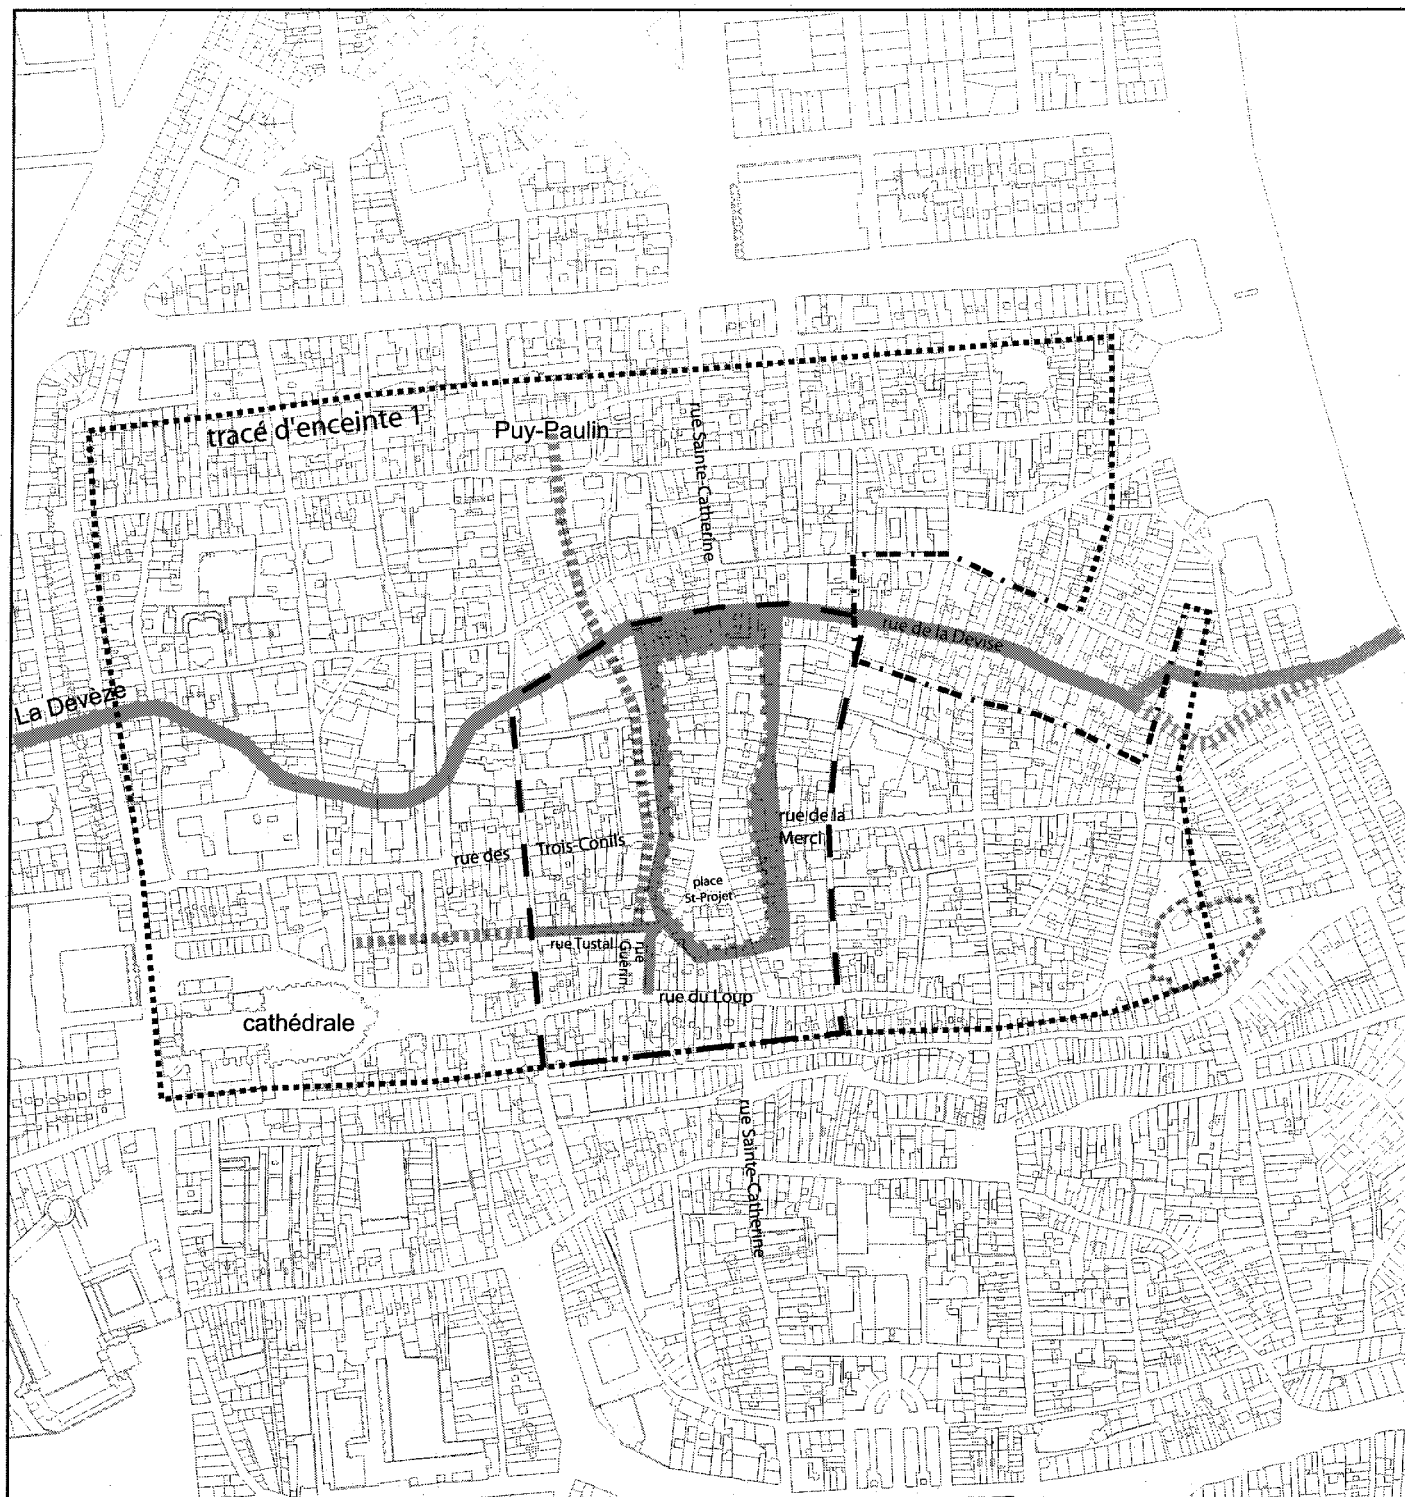 tracé d'enceinte 1
Puy-Paulin
rue Sainte-Catherine
rue de la Devise
La Devèze
rue de la
Merci
rue des
Trois-Conils
place
St-Projet
rue Tustal
rue
Guérin
rue du Loup
cathédrale
rue Sainte-Catherine